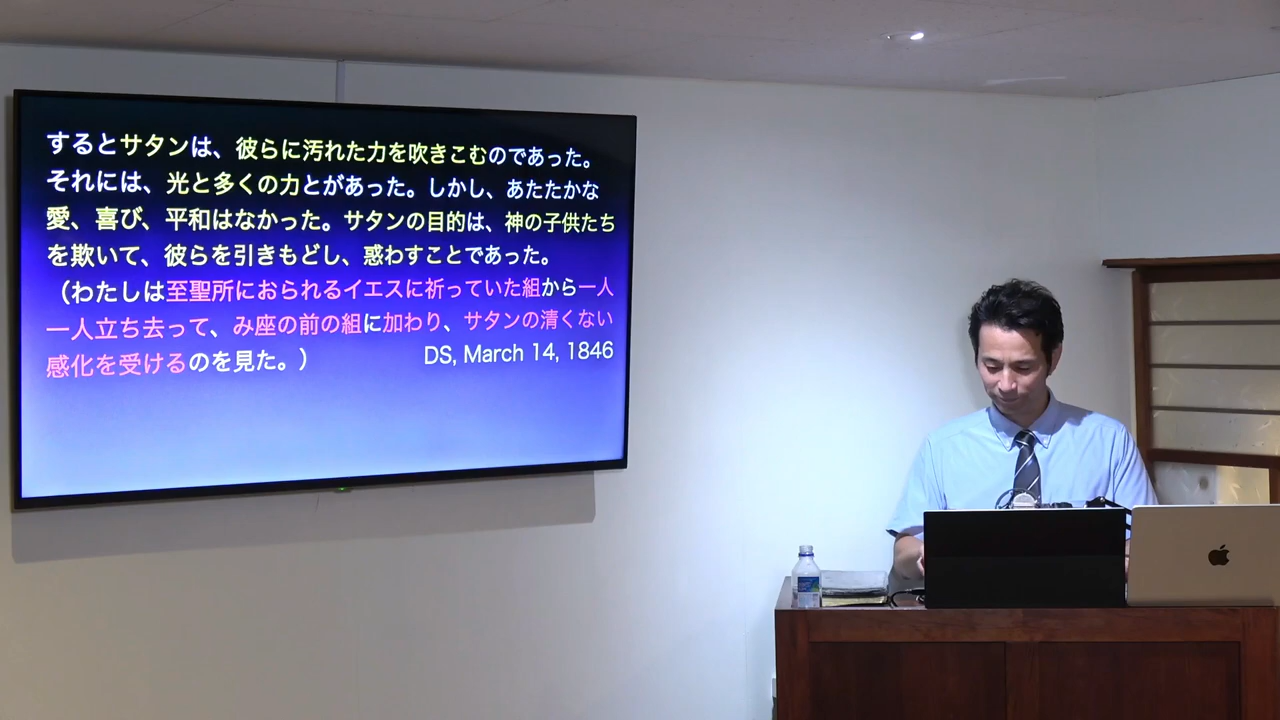 するとサタンは、彼らに汚れた力を吹きこむのであった。
それには、光と多くの力とがあった。しかし、あたたかな
愛、喜び、平和はなかった。サタンの目的は、神の子供たち
を欺いて、彼らを引きもどし、惑わすことであった。
（わたしは至聖所におられるイエスに祈っていた組から一人
一人立ち去って、み座の前の組に加わり、サタンの清くない
感化を受けるのを見た。） DS, March 14, 1846